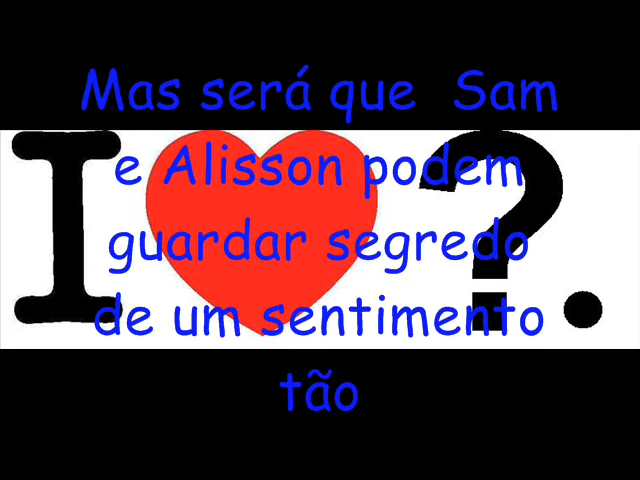 Mas será que  Sam
e Alisson podem
guardar segredo
de um sentimento
tão
I ?.